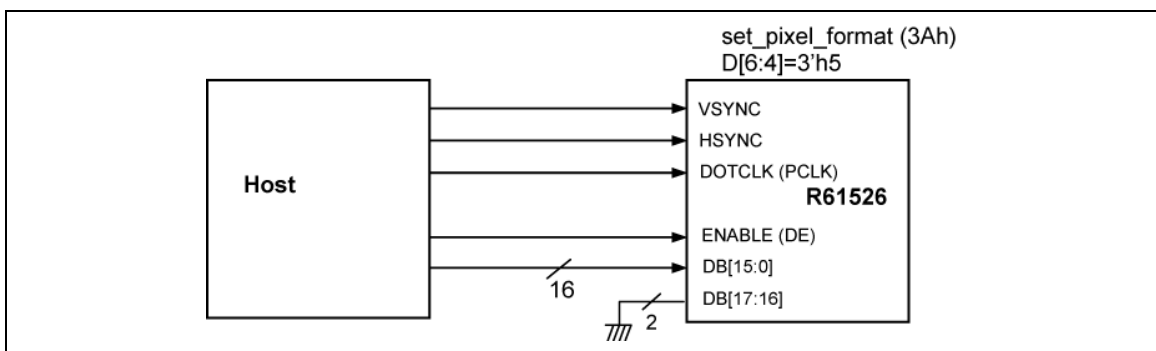 set_pixel_format (3Ah)
D[6:4]=3'h5
VSYNC
HSYNC
DOTCLK (PCLK)
Host
R61526
ENABLE (DE)
DB[15:0]
16
DB[17:16]
2